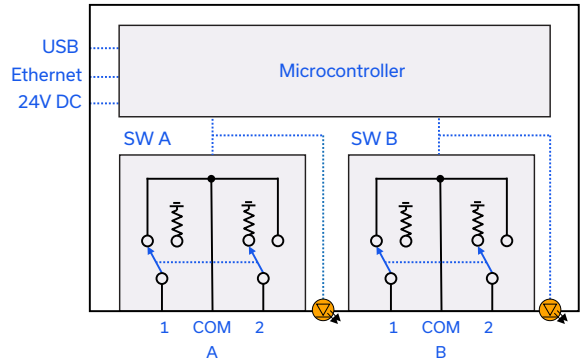 USB
Microcontroller
Ethernet
24V DC
SW A
SW B
1 COM 2
1 COM 2
A
B